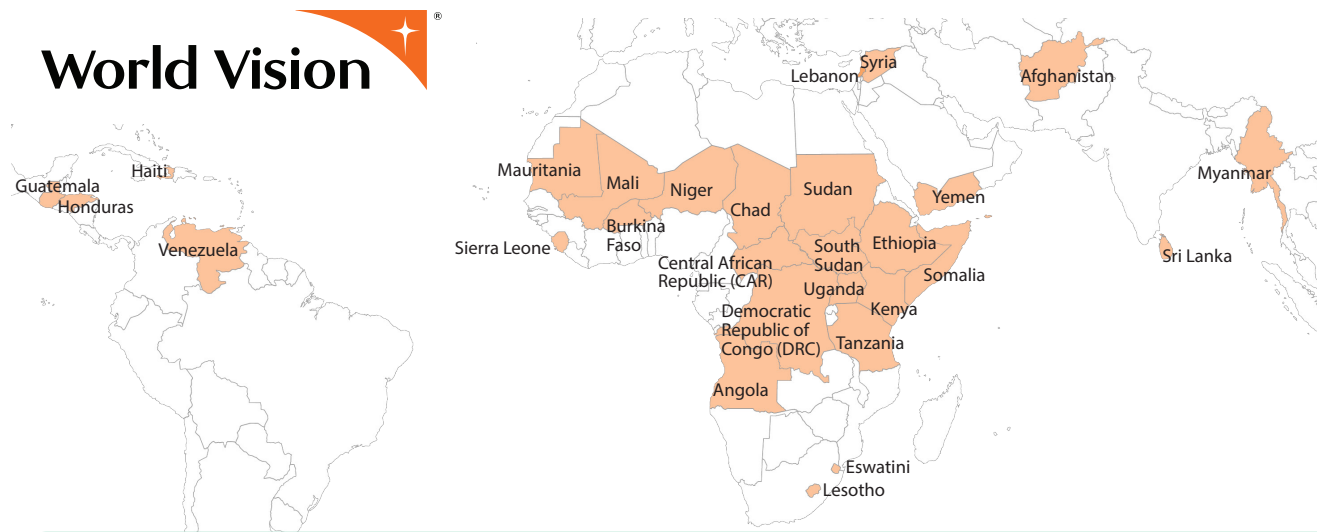 World Vision
®
Syria
Lebanon
Afghanistan
Haiti
Mauritania
Guatemala
Mali
Niger
Sudan
Myanmar
Yemen
Honduras
Chad
Burkina
Faso
Venezuela
Sierra Leone
South
Sudan
Ethiopia
Sri Lanka
Central African
Republic (CAR)
Somalia
Uganda
Kenya
Democratic
Republic of
Congo (DRC)
Tanzania
Angola
Eswatini
Lesotho